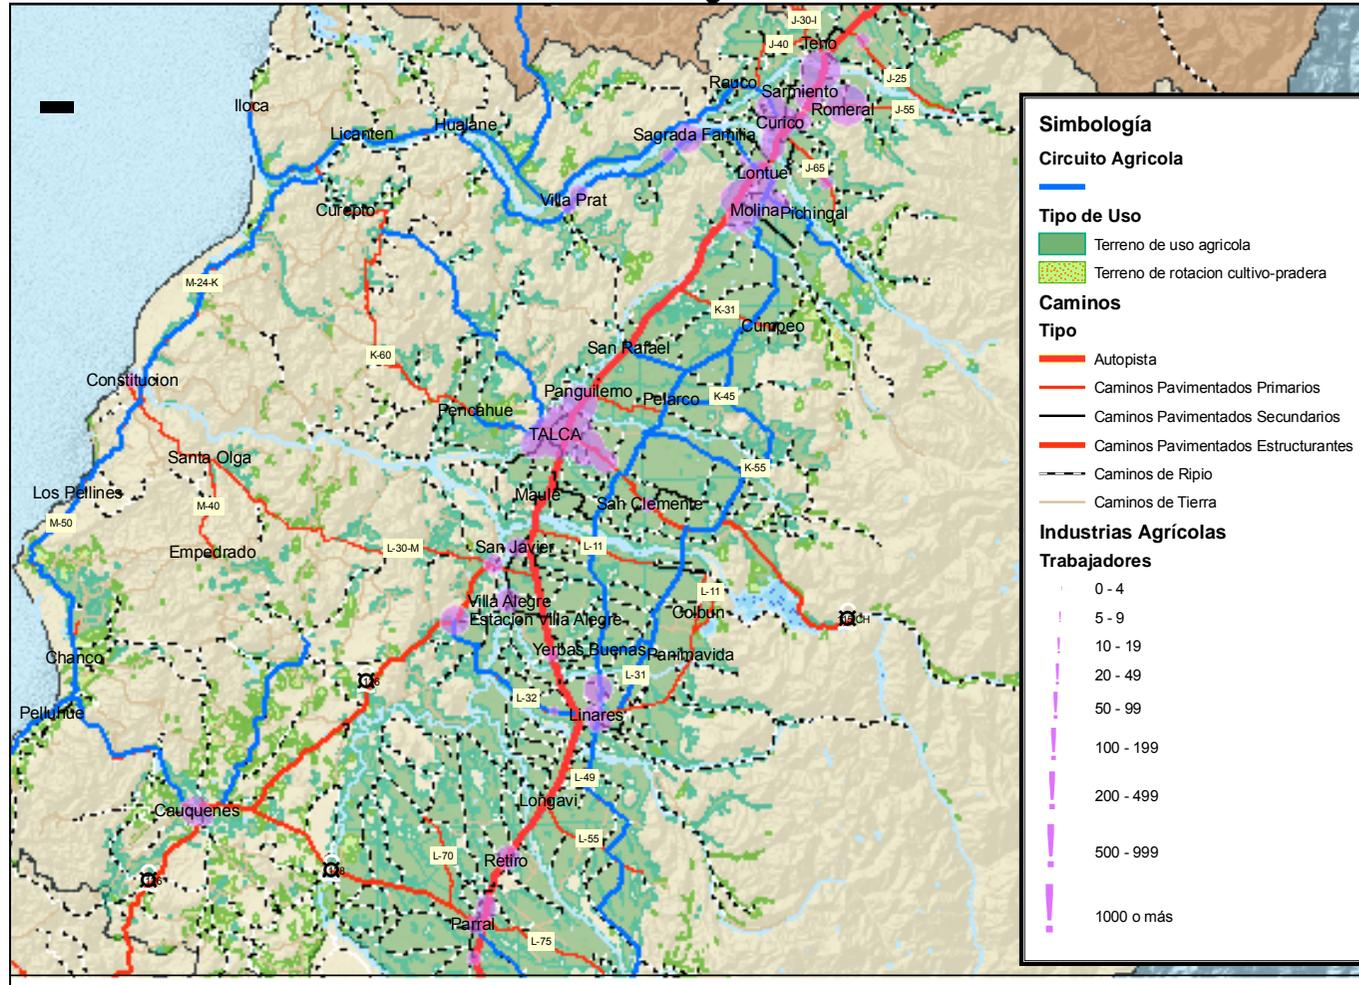 J-30-I
J-40
Teno
J-25
Rauco
Sarmiento
Romeral
J-55
Iloca
Curico
Licanten
Hualane
Sagrada Familia
J-65
Lontue
Villa Prat
Curepto
Molina
Pichingal
M-24-K
K-31
Cumpeo
San Rafael
K-60
Constitucion
Panguilemo
Pelarco
K-45
Pencahue
TALCA
Santa Olga
K-55
Los Pellines
Maule
San Clemente
M-40
M-50
Empedrado
L-30-M
San Javier
L-11
L-11
Villa Alegre
Estacion Villa Alegre
Colbun
Chanco
Yerbas Buenas
Panimavida
L-31
L-32
Pelluhue
Linares
L-49
Longavi
Cauquenes
L-55
L-70
Retiro
Parral
L-75
Simbología
Circuito Agricola
Tipo de Uso
Terreno de uso agricola
Terreno de rotacion cultivo-pradera
Caminos
Tipo
Autopista
Caminos Pavimentados Primarios
Caminos Pavimentados Secundarios
Caminos Pavimentados Estructurantes
Caminos de Ripio
Caminos de Tierra
Industrias Agrícolas
Trabajadores
0 - 4
5 - 9
10 - 19
20 - 49
50 - 99
100 - 199
200 - 499
500 - 999
1000 o más